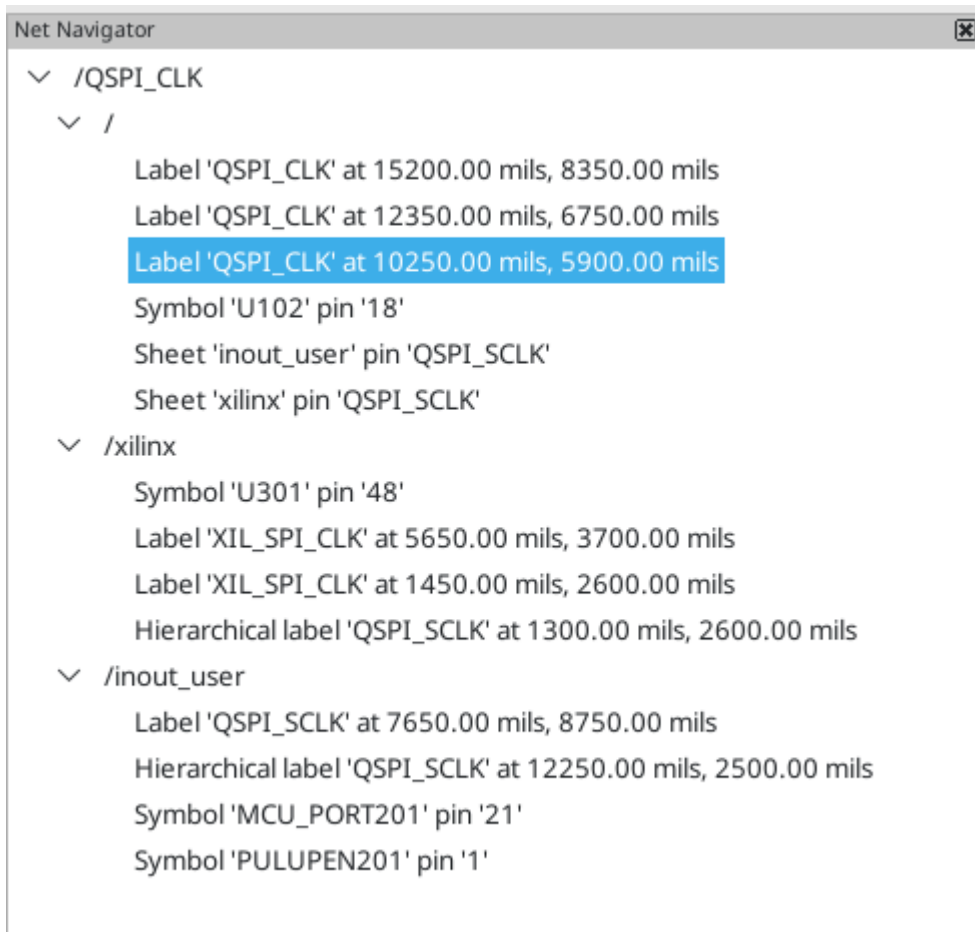 Net Navigator
/QSPI_CLK
/
Label 'QSPI_CLK' at 15200.00 mils, 8350.00 mils
Label 'QSPI_CLK' at 12350.00 mils, 6750.00 mils
Label 'QSPI_CLK' at 10250.00 mils, 5900.00 mils
Symbol 'U102' pin '18'
Sheet 'inout_user' pin 'QSPI_SCLK'
Sheet 'xilinx' pin 'QSPI_SCLK'
/xilinx
Symbol 'U301' pin '48'
Label 'XIL_SPI_CLK' at 5650.00 mils, 3700.00 mils
Label 'XIL_SPI_CLK' at 1450.00 mils, 2600.00 mils
Hierarchical label 'QSPI_SCLK' at 1300.00 mils, 2600.00 mils
/inout_user
Label 'QSPI_SCLK' at 7650.00 mils, 8750.00 mils
Hierarchical label 'QSPI_SCLK' at 12250.00 mils, 2500.00 mils
Symbol 'MCU_PORT201' pin '21'
Symbol 'PULUPEN201' pin '1'